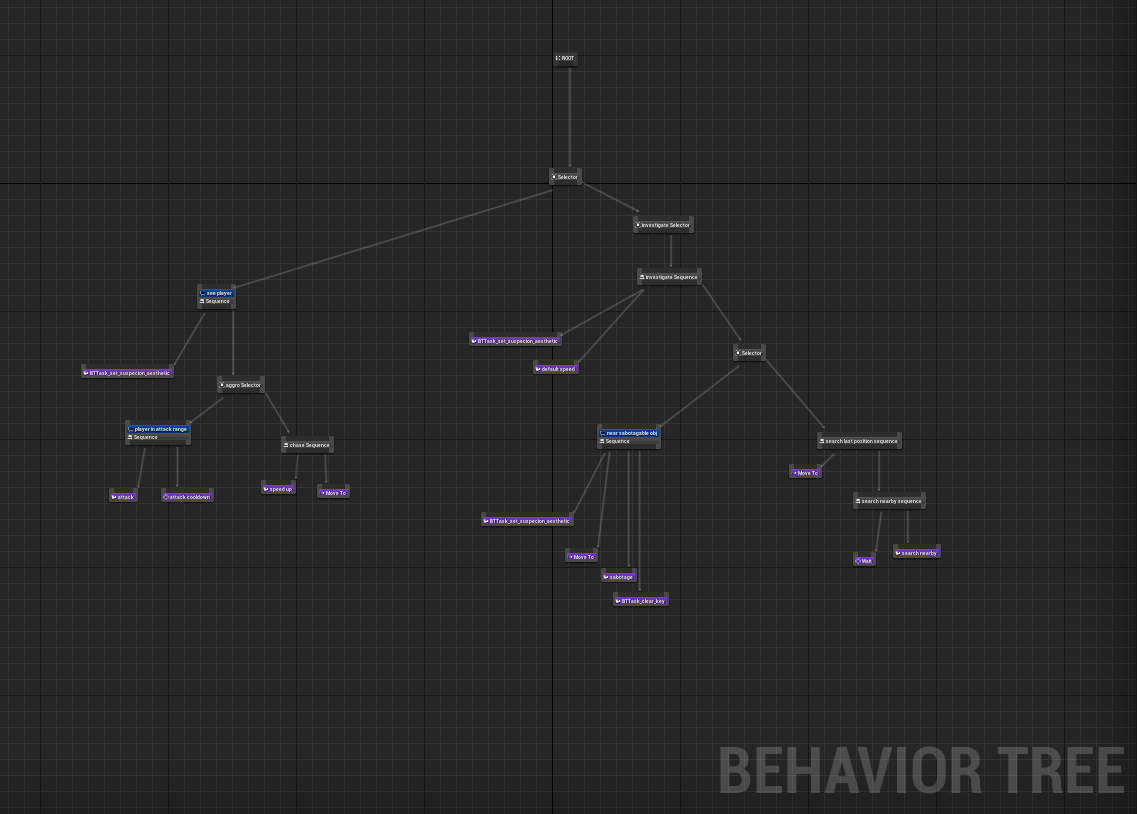 ROOT
Selector
Investigate Selector
Investigate Sequence
see player
Sequence
BTTask_set_suspecion_aesthetic
default speed
Selector
BTTask_set_suspecion_aesthetic
aggro Selector
player in attack range
Sequence
chase Sequence
near sabotagable obj
Sequence
search last position sequence
Move To
attack
attack cooldown
speed up
Move To
search nearby sequence
BTTask_set_suspecion_aesthetic
Move To
sabotage
BTTask_clear_key
Wait
search nearby
BEHAVIOR TREE